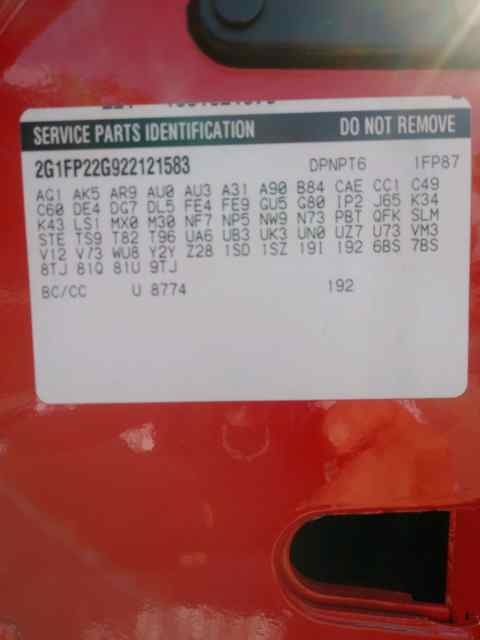 SERVICE PARTS IDENTIFICATION DO NOT REMOVE
2G1FP22G922121583 DPNPT6 1FP87
AG1 AK5 AR9 AU0 AU3 A31 A90 B84 CAE CC1 C49
C60 DE4 DG7 DL5 FE4 FE9 GU5 G80 IP2 J65 K34
K43 LS1 MX0 M30 NF7 NP5 NW9 N73 PBT QFK SLM
STE TS9 T82 T96 UA6 UB3 UK3 UN0 UZ7 U73 VM3
V12 V73 WU8 Y2Y Z28 1SD 1SZ 19I 192 6BS 7BS
8TJ 81Q 81U 9TJ
BC/CC U 8774 192